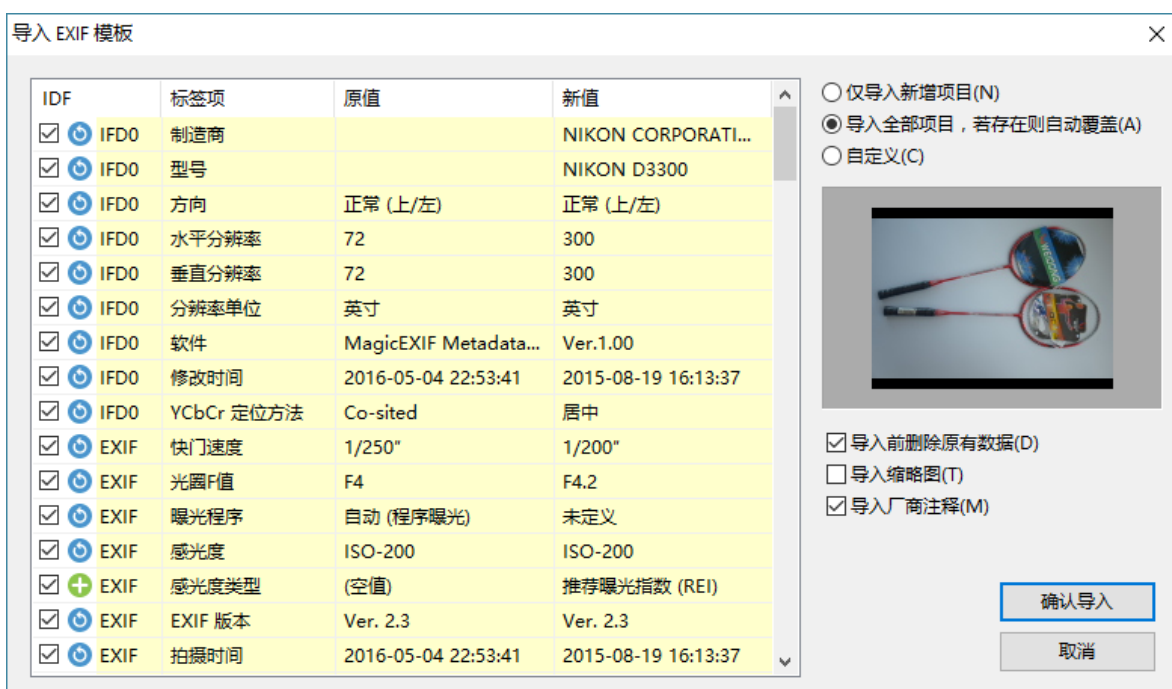 导入 EXIF 模板
IDF 标签项 原值 新值
IFD0 制造商 NIKON CORPORATI...
IFD0 型号 NIKON D3300
IFD0 方向 正常 (上/左) 正常 (上/左)
IFD0 水平分辨率 72 300
IFD0 垂直分辨率 72 300
IFD0 分辨率单位 英寸 英寸
IFD0 软件 MagicEXIF Metadata... Ver.1.00
IFD0 修改时间 2016-05-04 22:53:41 2015-08-19 16:13:37
IFD0 YCbCr 定位方法 Co-sited 居中
EXIF 快门速度 1/250" 1/200"
EXIF 光圈F值 F4 F4.2
EXIF 曝光程序 自动 (程序曝光) 未定义
EXIF 感光度 ISO-200 ISO-200
EXIF 感光度类型 (空值) 推荐曝光指数 (REI)
EXIF EXIF 版本 Ver. 2.3 Ver. 2.3
EXIF 拍摄时间 2016-05-04 22:53:41 2015-08-19 16:13:37
仅导入新增项目(N)
导入全部项目，若存在则自动覆盖(A)
自定义(C)
导入前删除原有数据(D)
导入缩略图(T)
导入厂商注释(M)
确认导入
取消